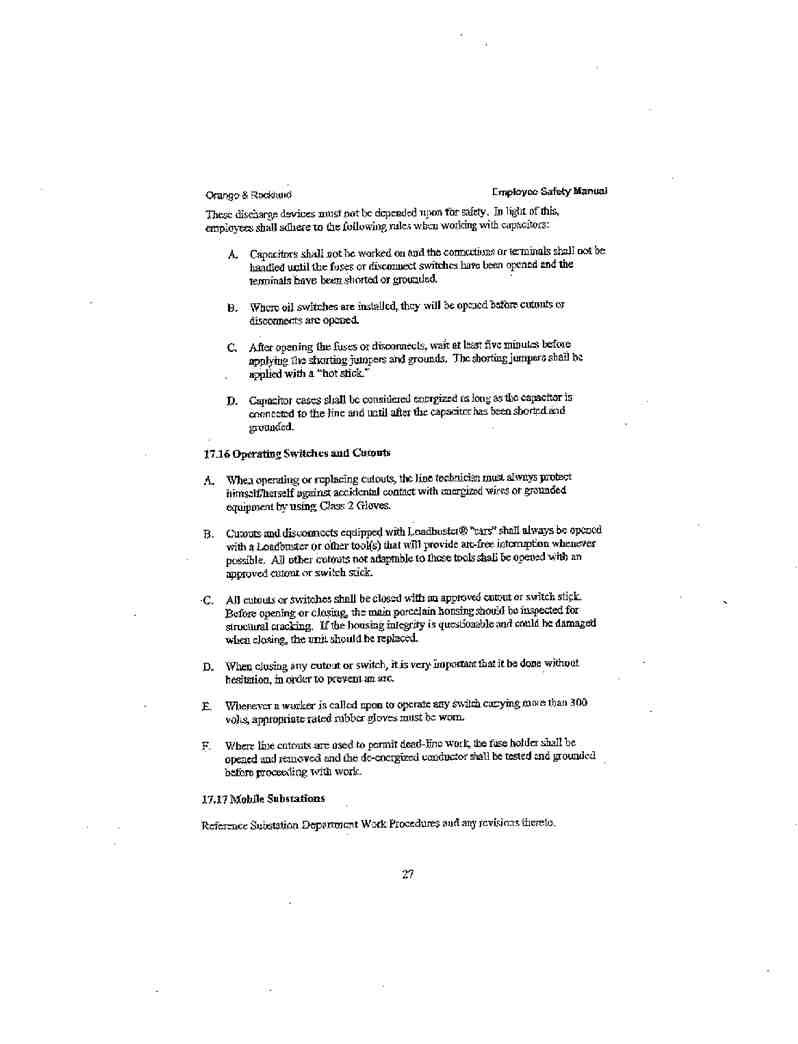 Orange & Rockland
Employee Safety Manual
These discharge devices must not be depended upon for safety. In light of this,
employees shall adhere to the following rules when working with capacitors:
A. Capacitors shall not be worked on and the connections or terminals shall not be
handled until the fuses or disconnect switches have been opened and the
terminals have been shorted or grounded.
B. Where oil switches are installed, they will be opened before cutouts or
disconnects are opened.
C. After opening the fuses or disconnects, wait at least five minutes before
applying the shorting jumpers and grounds. The shorting jumpers shall be
applied with a "hot stick."
D. Capacitor cases shall be considered energized as long as the capacitor is
connected to the line and until after the capacitor has been shorted and
grounded.
17.16 Operating Switches and Cutouts
A. When operating or replacing cutouts, the line technician must always protect
himself/herself against accidental contact with energized wires or grounded
equipment by using Class 2 Gloves.
B. Cutouts and disconnects equipped with Loadbuster® "ears" shall always be opened
with a Loadbuster or other tool(s) that will provide arc-free interruption whenever
possible. All other cutouts not adaptable to these tools shall be opened with an
approved cutout or switch stick.
C. All cutouts or switches shall be closed with an approved cutout or switch stick.
Before opening or closing, the main porcelain housing should be inspected for
structural cracking. If the housing integrity is questionable and could be damaged
when closing, the unit should be replaced.
D. When closing any cutout or switch, it is very important that it be done without
hesitation, in order to prevent an arc.
E. Whenever a worker is called upon to operate any switch carrying more than 300
volts, appropriate rated rubber gloves must be worn.
F. Where line cutouts are used to permit dead-line work, the fuse holder shall be
opened and removed and the de-energized conductor shall be tested and grounded
before proceeding with work.
17.17 Mobile Substations
Reference Substation Department Work Procedures and any revisions thereto.
27